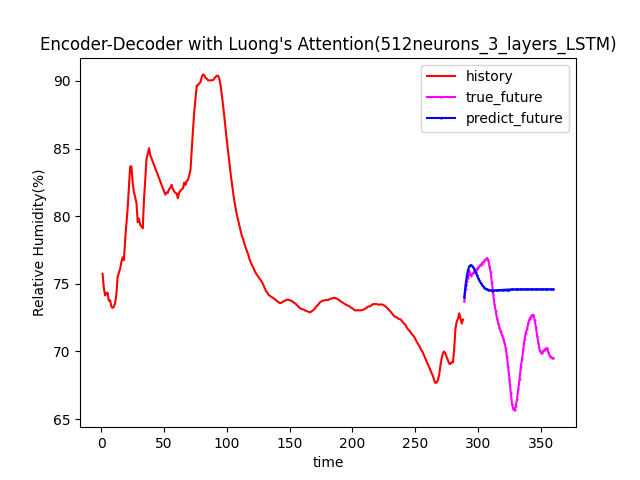 Encoder-Decoder with Luong's Attention(512neurons_3_layers_LSTM)
history
true_future
predict_future
Relative Humidity(%)
90
85
80
75
70
65
0 50 100 150 200 250 300 350
time